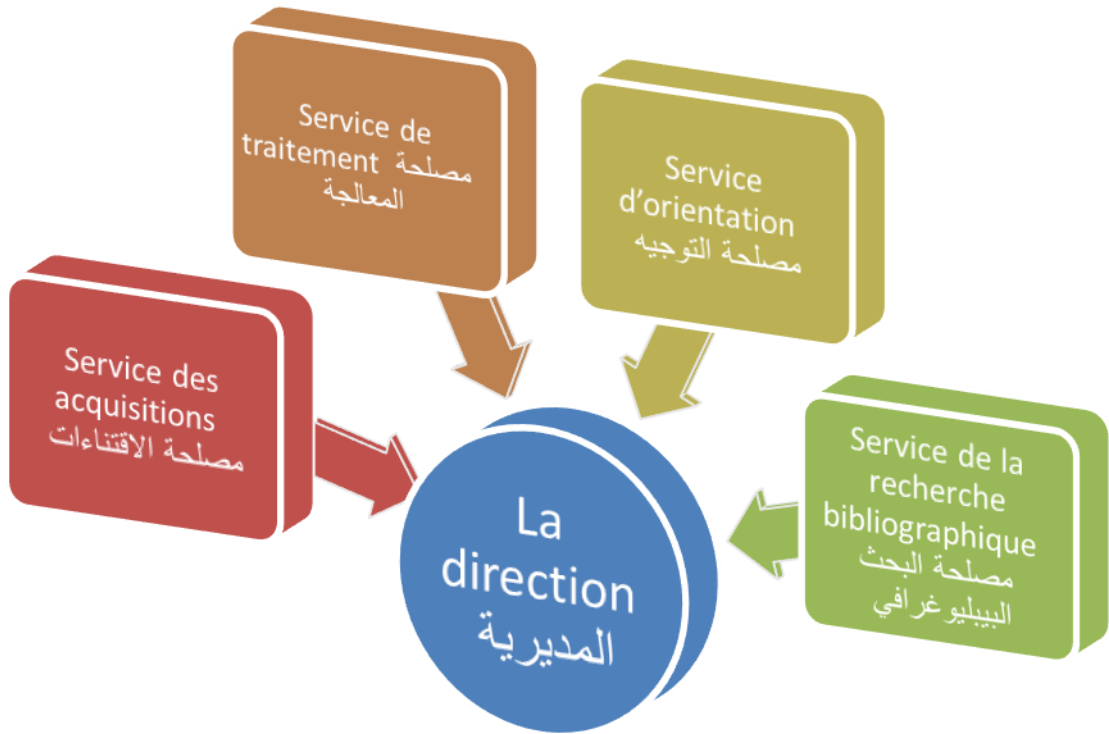 Service de
traitement مصلحة
المعالجة
Service
d'orientation
مصلحة التوجيه
Service des
acquisitions
مصلحة الاقتناءات
Service de la
recherche
bibliographique
مصلحة البحث
البيبليوغرافي
La
direction
المديرية